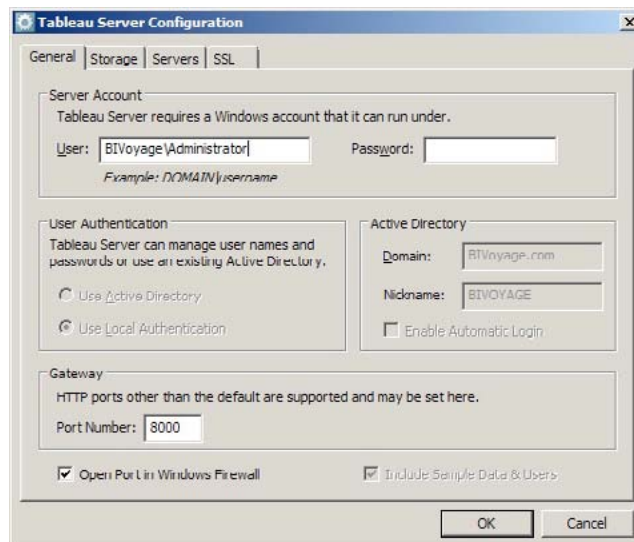 Tableau Server Configuration
General Storage Servers SSL
Server Account
Tableau Server requires a Windows account that it can run under.
User: BIVoyage\Administrator Password:
Example: DOMAIN\username
User Authentication
Tableau Server can manage user names and
passwords or use an existing Active Directory.
Use Active Directory
Use Local Authentication
Active Directory
Domain: BIVoyage.com
Nickname: BIVOYAGE
Enable Automatic Login
Gateway
HTTP ports other than the default are supported and may be set here.
Port Number: 8000
Open Port in Windows Firewall Include Sample Data & Users
OK Cancel